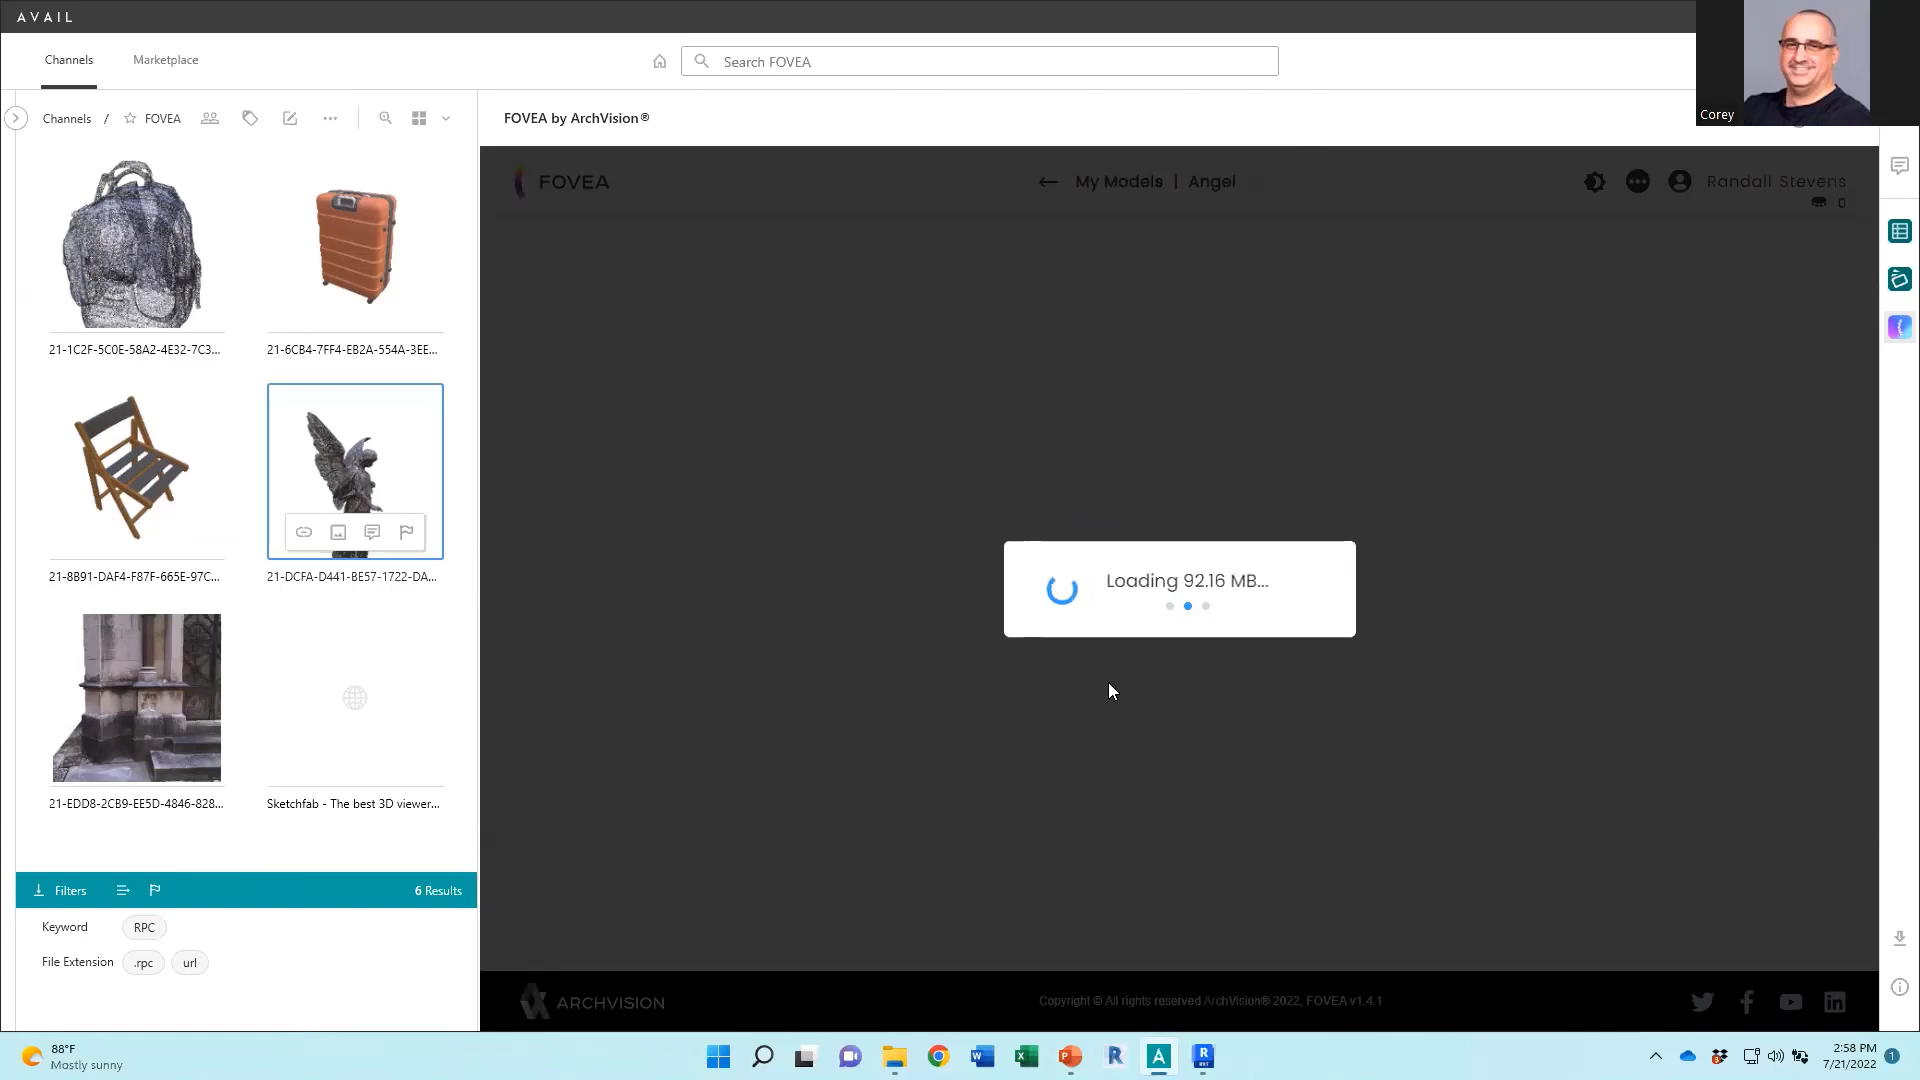 AVAIL
Channels
Marketplace
Search FOVEA
Corey
Channels / FOVEA
FOVEA by ArchVision®
FOVEA
My Models | Angel
Randall Stevens
0
21-1C2F-5C0E-58A2-4E32-7C3...
21-6CB4-7FF4-EB2A-554A-3EE...
21-8B91-DAF4-F87F-665E-97C...
21-DCFA-D441-BE57-1722-DA...
Loading 92.16 MB...
21-EDD8-2CB9-EE5D-4846-828...
Sketchfab - The best 3D viewer...
Filters
6 Results
Keyword
RPC
File Extension
.rpc
url
ARCHVISION
Copyright © All rights reserved ArchVision® 2022, FOVEA v1.4.1
88°F
Mostly sunny
2:58 PM
7/21/2022
1